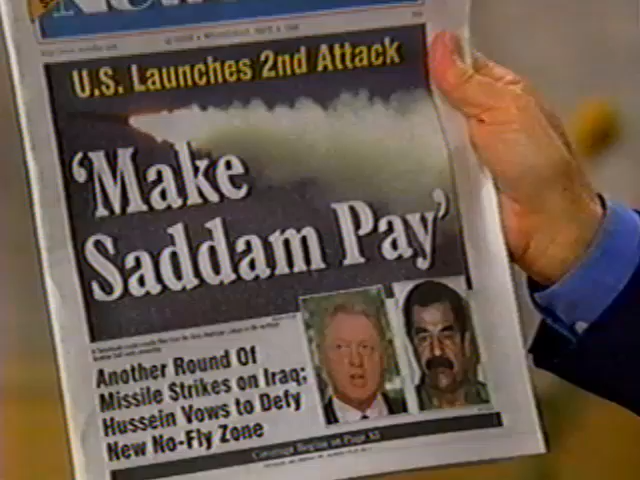 U.S. Launches 2nd Attack
'Make
Saddam Pay'
Another Round Of
Missile Strikes on Iraq;
Hussein Vows to Defy
New No-Fly Zone
Coverage Begins on Page